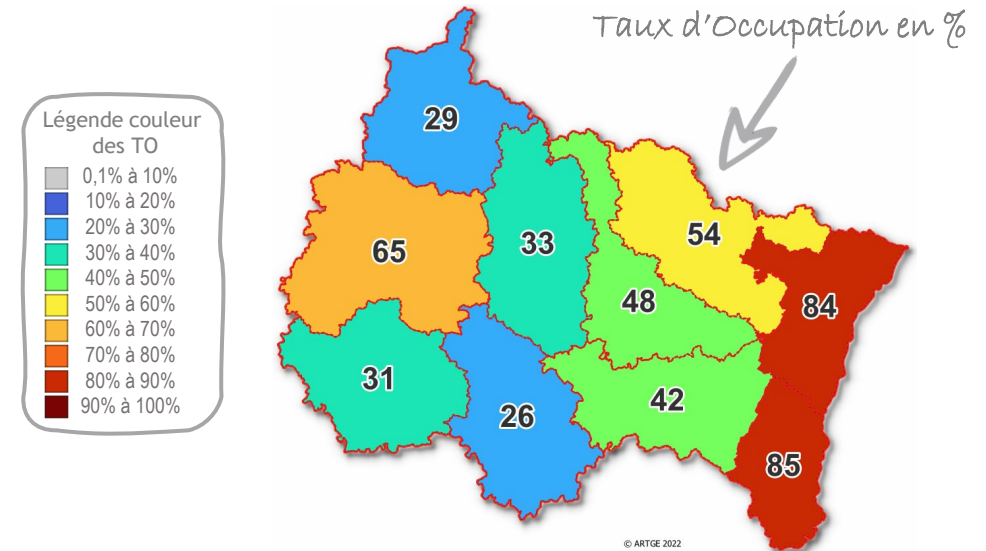 Taux d'Occupation en %
Légende couleur
des TO
0,1% à 10%
10% à 20%
20% à 30%
30% à 40%
40% à 50%
50% à 60%
60% à 70%
70% à 80%
80% à 90%
90% à 100%
29
65
33
54
48
84
31
26
42
85
© ARTGE 2022